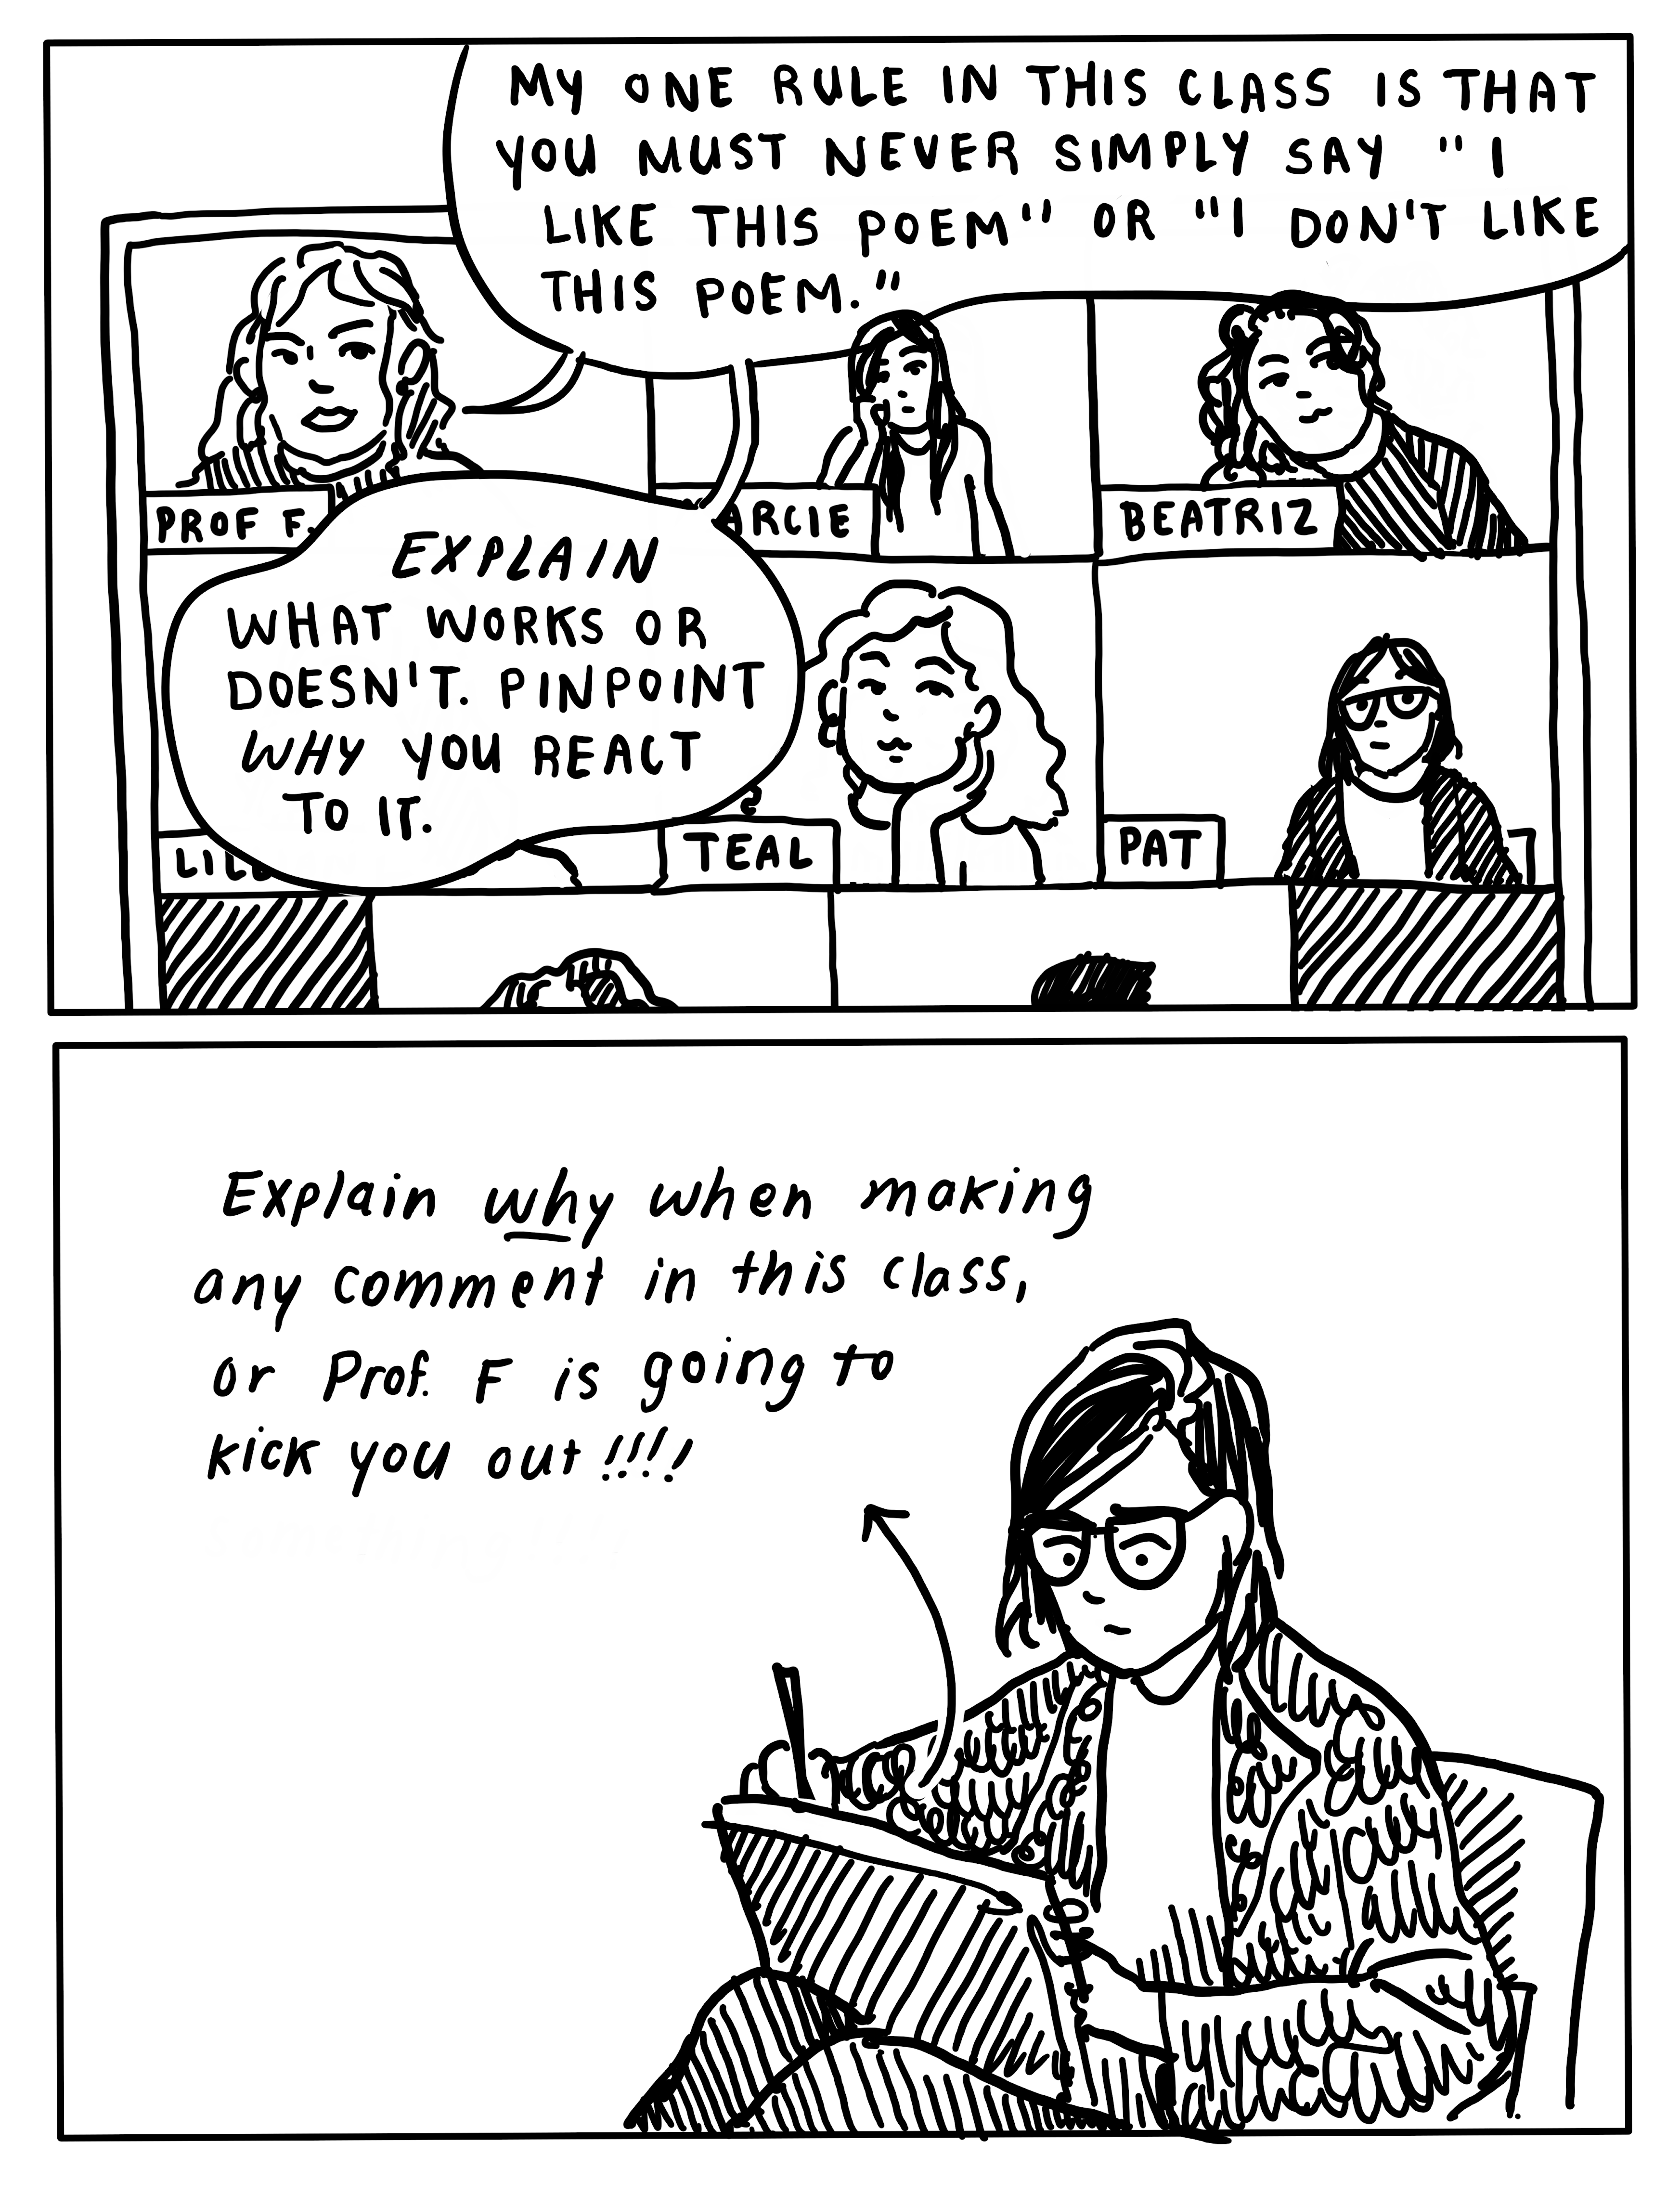 MY ONE RULE IN THIS CLASS IS THAT
YOU MUST NEVER SIMPLY SAY "I
LIKE THIS POEM" OR "I DON'T LIKE
THIS POEM."
PROF F.
ARCIE
BEATRIZ
EXPLAIN
WHAT WORKS OR
DOESN'T. PINPOINT
WHY YOU REACT
TO IT.
TEAL
PAT
Explain why when making
any comment in this class,
or Prof. F is going to
kick you out!!!!